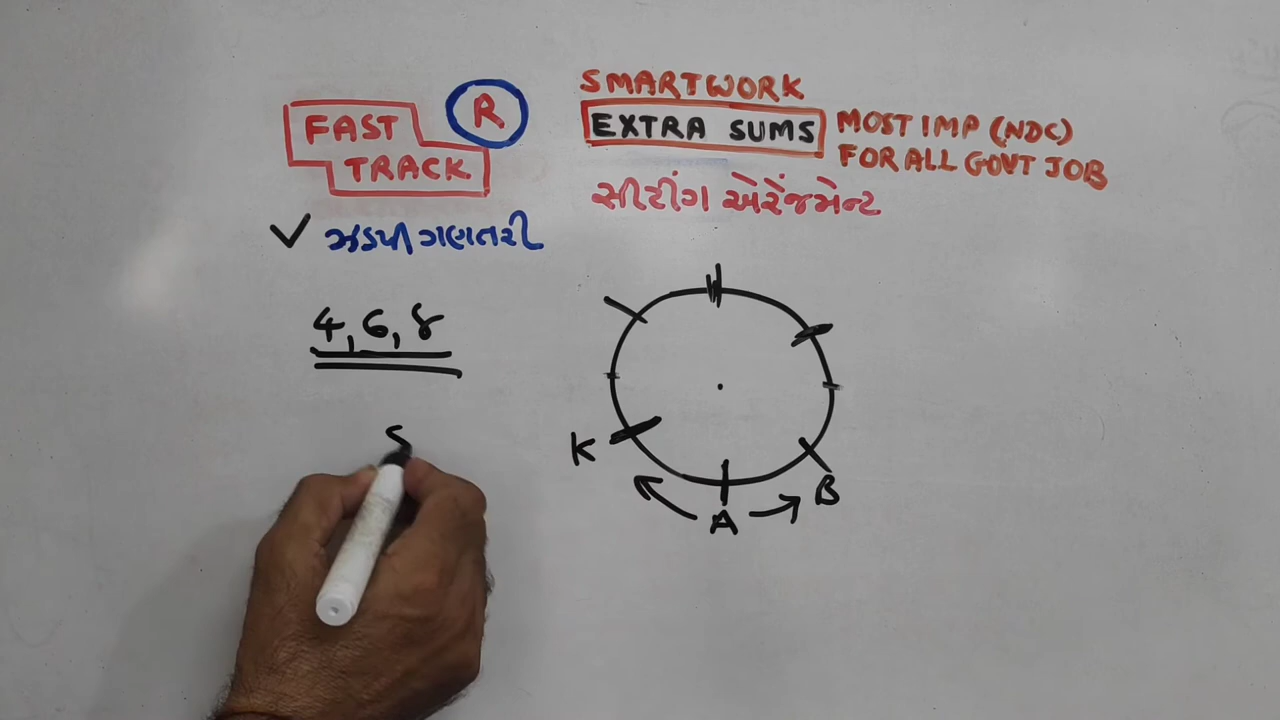 FAST
TRACK
R
SMARTWORK
EXTRA SUMS
MOST IMP (NDC)
FOR ALL GOVT JOB
સીટીંગ એરેંજમેન્ટ
✓ ઝડપી ગણતરી
4, 6, 8
S
K
A
B